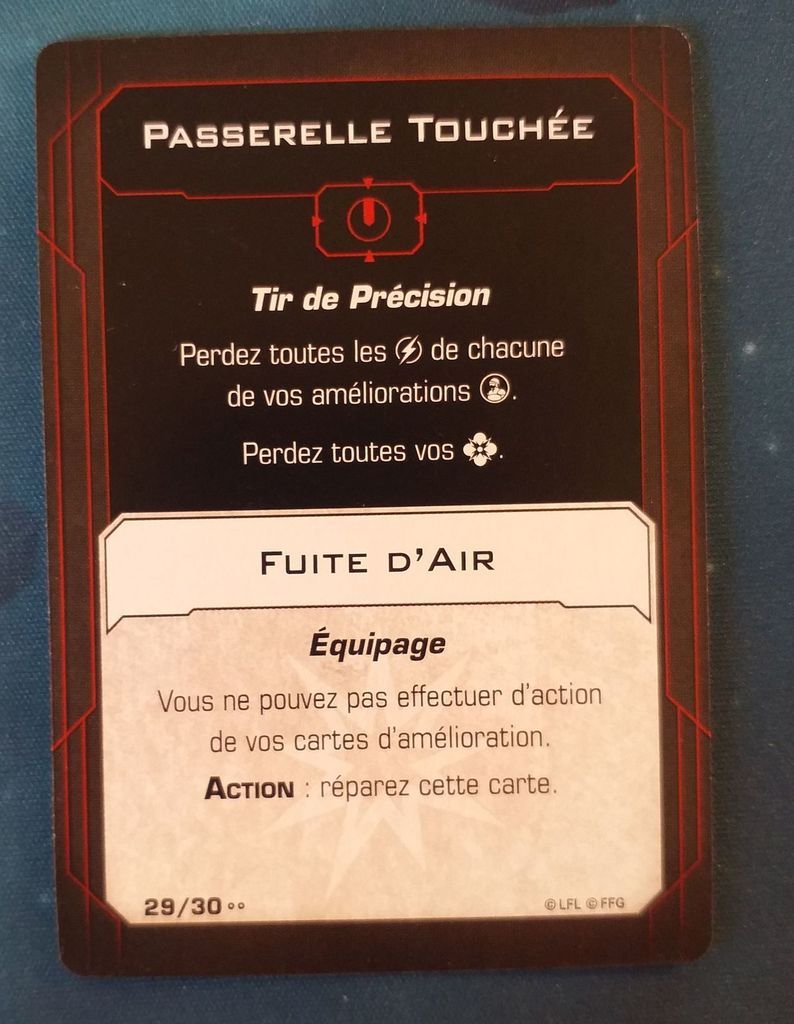 PASSERELLE TOUCHÉE
Tir de Précision
Perdez toutes les de chacune
de vos améliorations .
Perdez toutes vos .
FUITE D'AIR
Équipage
Vous ne pouvez pas effectuer d'action
de vos cartes d'amélioration.
ACTION : réparez cette carte.
29/30
©LFL ©FFG